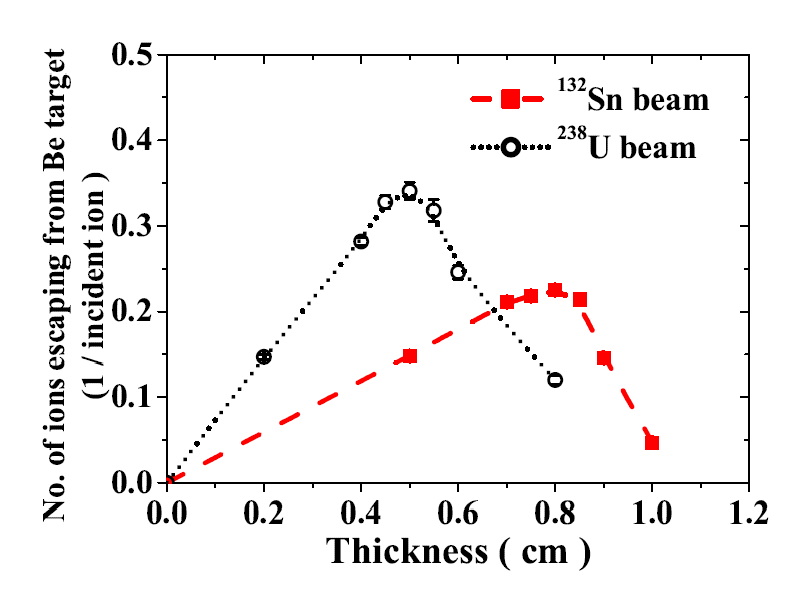 No. of ions escaping from Be target
(1 / incident ion )
0.5
0.4
0.3
0.2
0.1
0.0
132Sn beam
238U beam
0.0 0.2 0.4 0.6 0.8 1.0 1.2
Thickness ( cm )